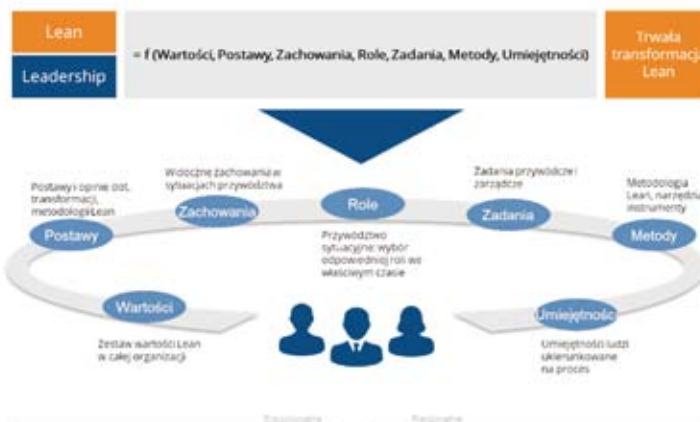 Lean
Leadership
= f (Wartości, Postawy, Zachowania, Role, Zadania, Metody, Umiejętności)
Trwała
transformacja
Lean
Postawy i opinie dot.
transformacji,
metodologii Lean
Postawy
Widoczne zachowania w
sytuacjach przywództwa
Zachowania
Role
Przywództwo
sytuacyjne: wybór
odpowiedniej roli we
właściwym czasie
Zadania przywódcze i
zarządcze
Zadania
Metodologia
Lean, narzędzia
instrumenty
Metody
Wartości
Zestaw wartości Lean
w całej organizacji
Umiejętnośc
Umiejętności ludzi
ukierunkowane
na proces